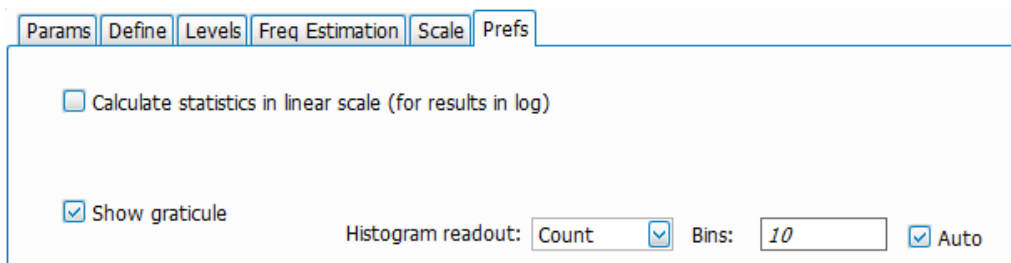 Params Define Levels Freq Estimation Scale Prefs
Calculate statistics in linear scale (for results in log)
Show graticule
Histogram readout: Count Bins: 10 Auto